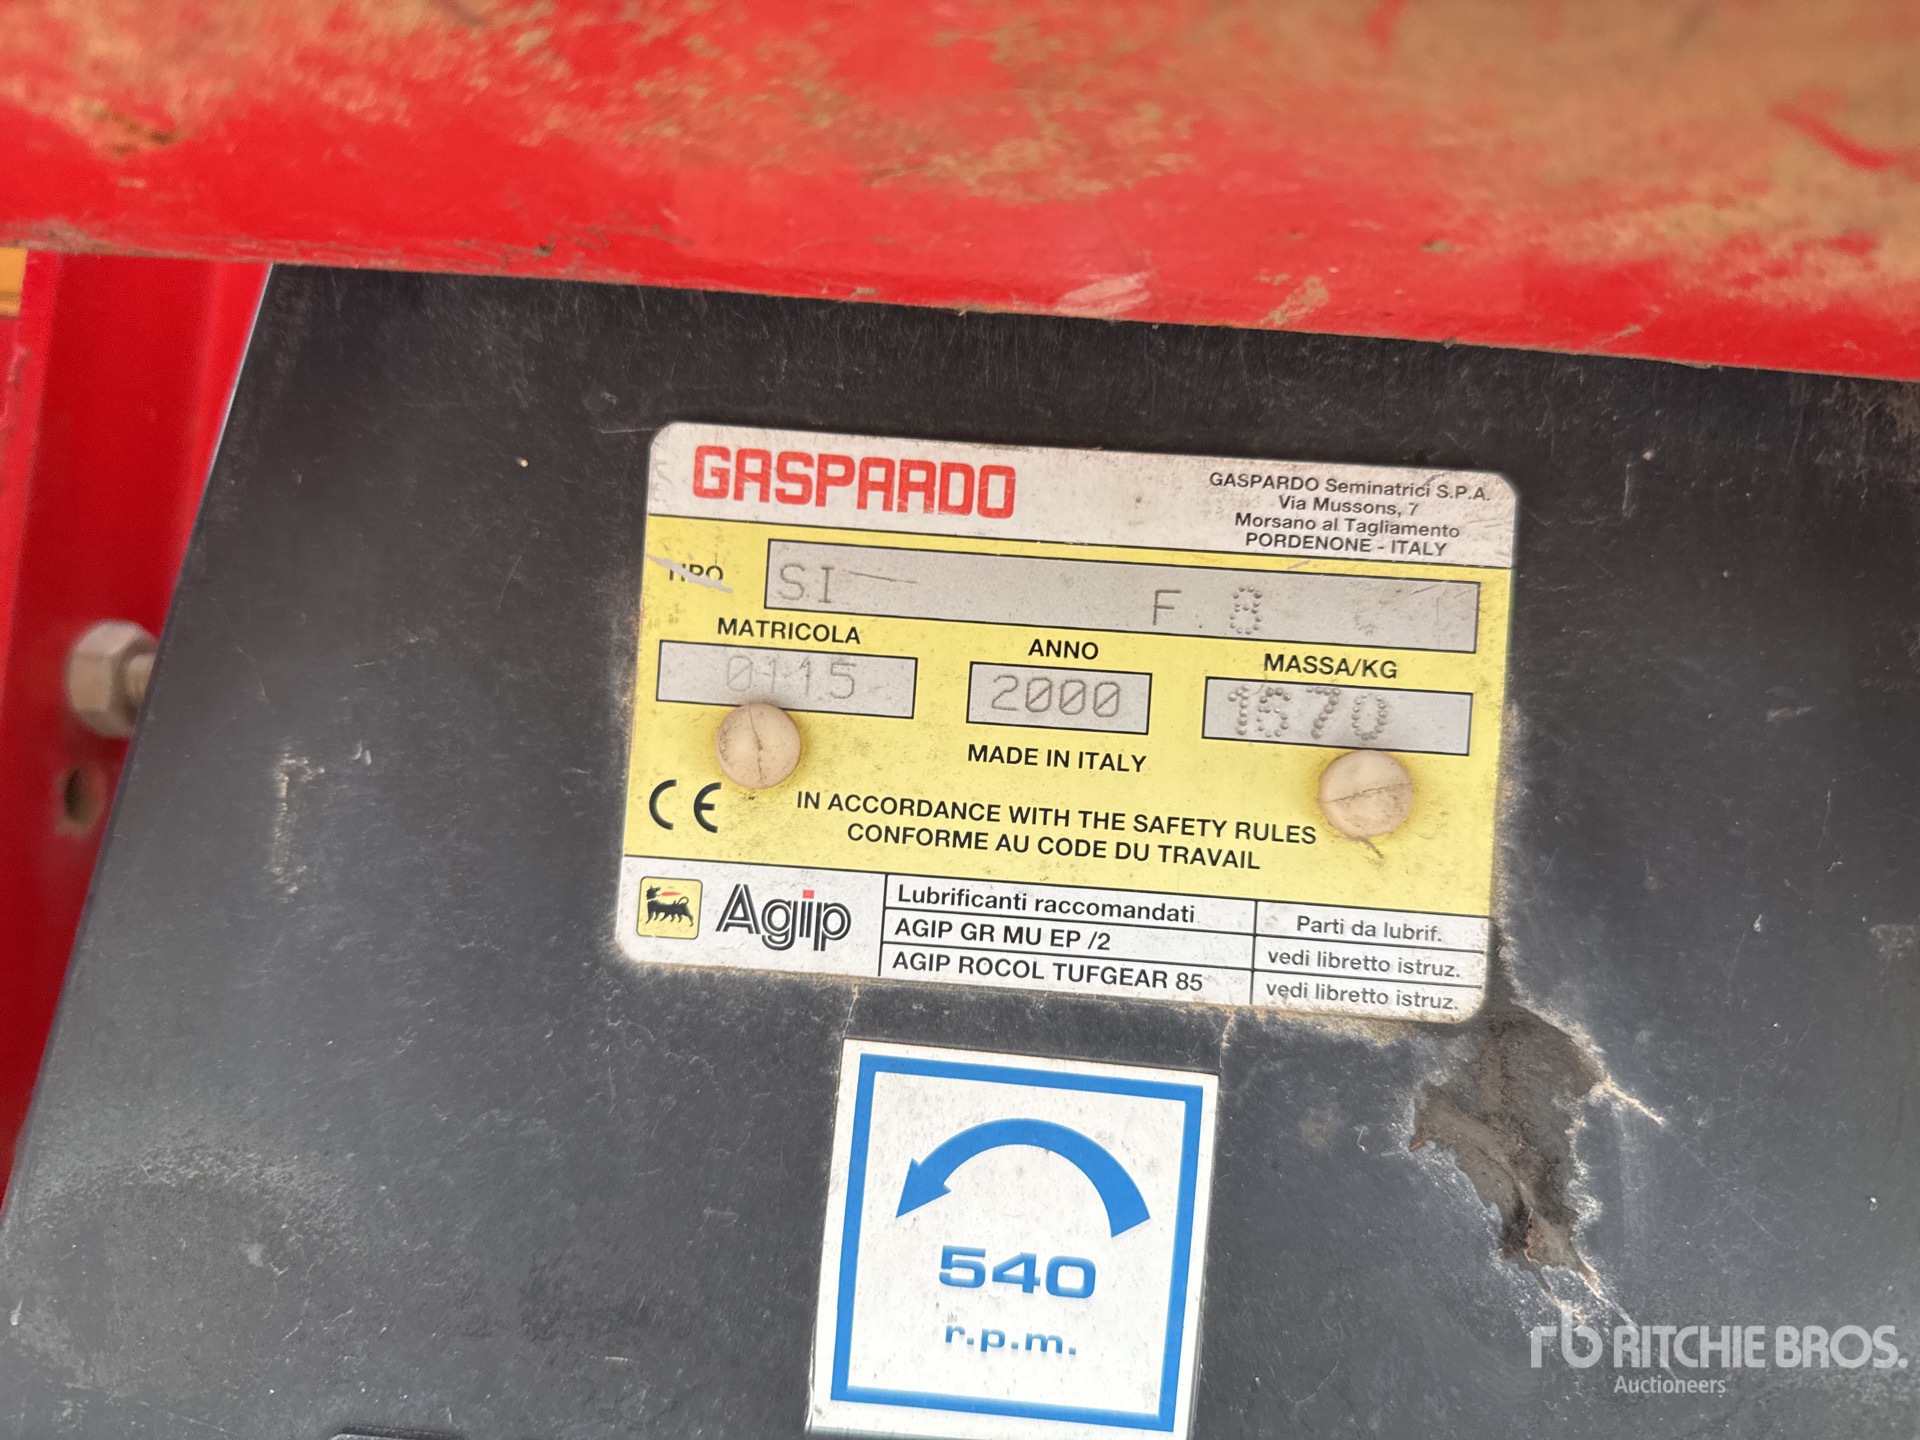 GASPARDO
GASPARDO Seminatrici S.P.A.
Via Mussons, 7
Morsano al Tagliamento
PORDENONE - ITALY
TIPO
SI F. 8
MATRICOLA
0115
ANNO
2000
MASSA/KG
1670
MADE IN ITALY
CE
IN ACCORDANCE WITH THE SAFETY RULES
CONFORME AU CODE DU TRAVAIL
Agip
Lubrificanti raccomandati
Parti da lubrif.
AGIP GR MU EP /2
vedi libretto istruz.
AGIP ROCOL TUFGEAR 85
vedi libretto istruz.
540
r.p.m.
rb RITCHIE BROS.
Auctioneers